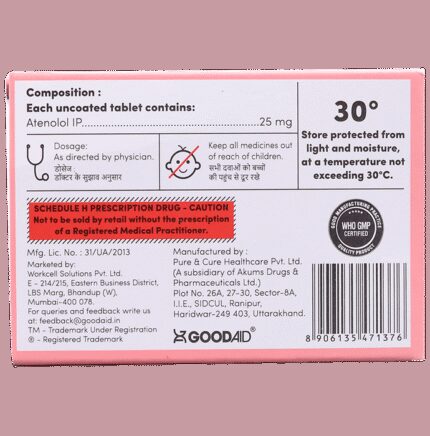 Composition :
Each uncoated tablet contains:
Atenolol IP.....................................................25 mg
Dosage:
As directed by physician.
डोसेज :
डॉक्टर के सुझाव अनुसार
Keep all medicines out
of reach of children.
सभी दवाओं को बच्चों
की पहुंच से दूर रखें
30°
Store protected from
light and moisture,
at a temperature not
exceeding 30°C.
SCHEDULE H PRESCRIPTION DRUG - CAUTION
Not to be sold by retail without the prescription
of a Registered Medical Practitioner.
GOOD MANUFACTURING PRACTICE
WHO GMP
CERTIFIED
QUALITY PRODUCT
Mfg. Lic. No. : 31/UA/2013
Marketed by:
Workcell Solutions Pvt. Ltd.
E - 214/215, Eastern Business District,
LBS Marg, Bhandup (W),
Mumbai-400 078.
For queries and feedback write us
at: feedback@goodaid.in
TM - Trademark Under Registration
® - Registered Trademark
Manufactured by :
Pure & Cure Healthcare Pvt. Ltd.
(A subsidiary of Akums Drugs &
Pharmaceuticals Ltd.)
Plot No. 26A, 27-30, Sector-8A,
I.I.E., SIDCUL, Ranipur,
Haridwar-249 403, Uttarakhand.
GOODAID®
8 906135 471376